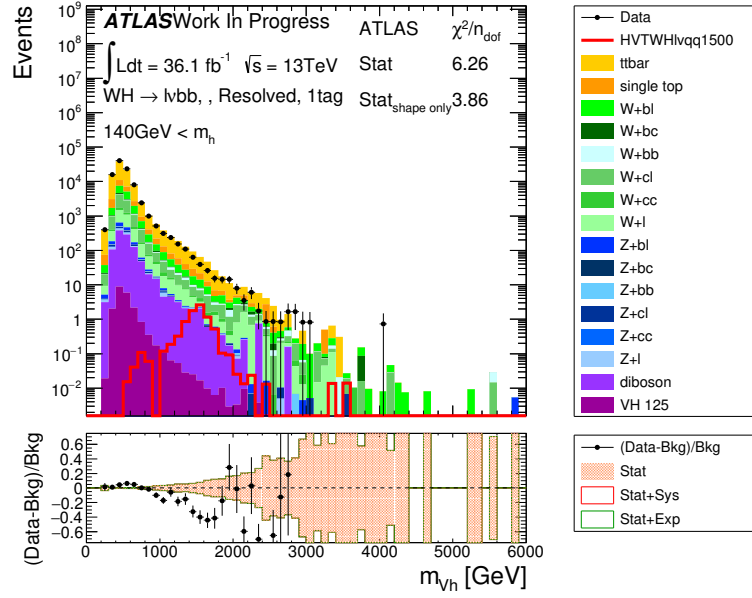 ATLAS Work In Progress
∫Ldt = 36.1 fb⁻¹ √s = 13TeV
WH → lvbb, , Resolved, 1tag
140GeV < mₕ
ATLAS χ²/n_dof
Stat 6.26
Stat_shape only 3.86
Events
10⁹
10⁸
10⁷
10⁶
10⁵
10⁴
10³
10²
10
1
10⁻¹
10⁻²
Data
HVTWHlvqq1500
ttbar
single top
W+bl
W+bc
W+bb
W+cl
W+cc
W+l
Z+bl
Z+bc
Z+bb
Z+cl
Z+cc
Z+l
diboson
VH 125
(Data-Bkg)/Bkg
0.6
0.4
0.2
0
-0.2
-0.4
-0.6
0 1000 2000 3000 4000 5000 6000
m_Vh [GeV]
(Data-Bkg)/Bkg
Stat
Stat+Sys
Stat+Exp